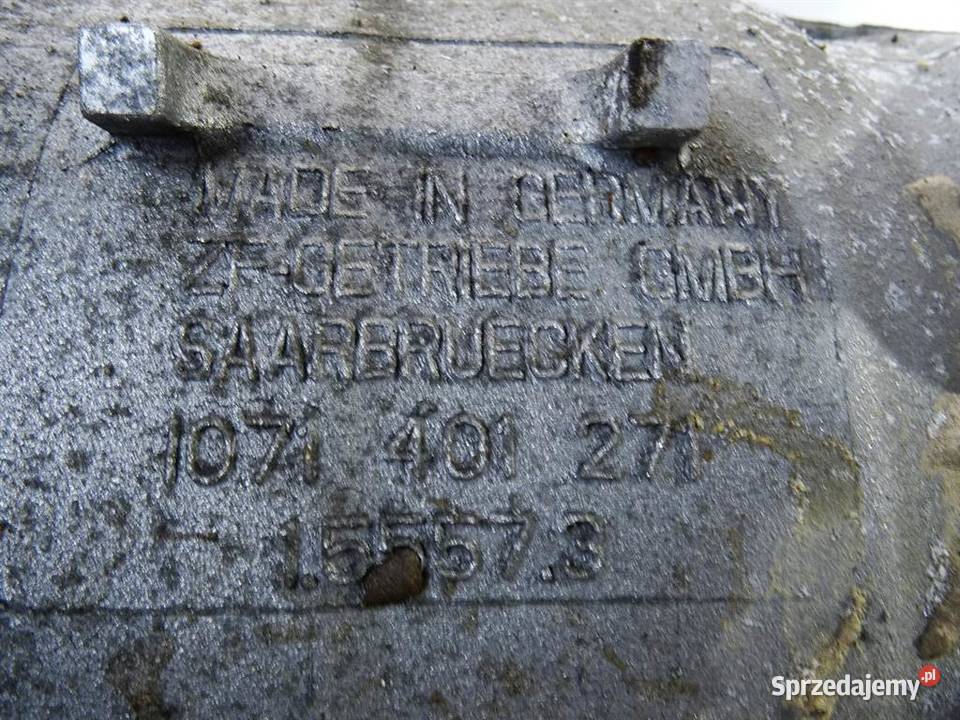 MADE IN GERMANY
ZF-GETRIEBE GMBH
SAARBRUECKEN
1071 401 271
1.5557.3
Sprzedajemy.pl